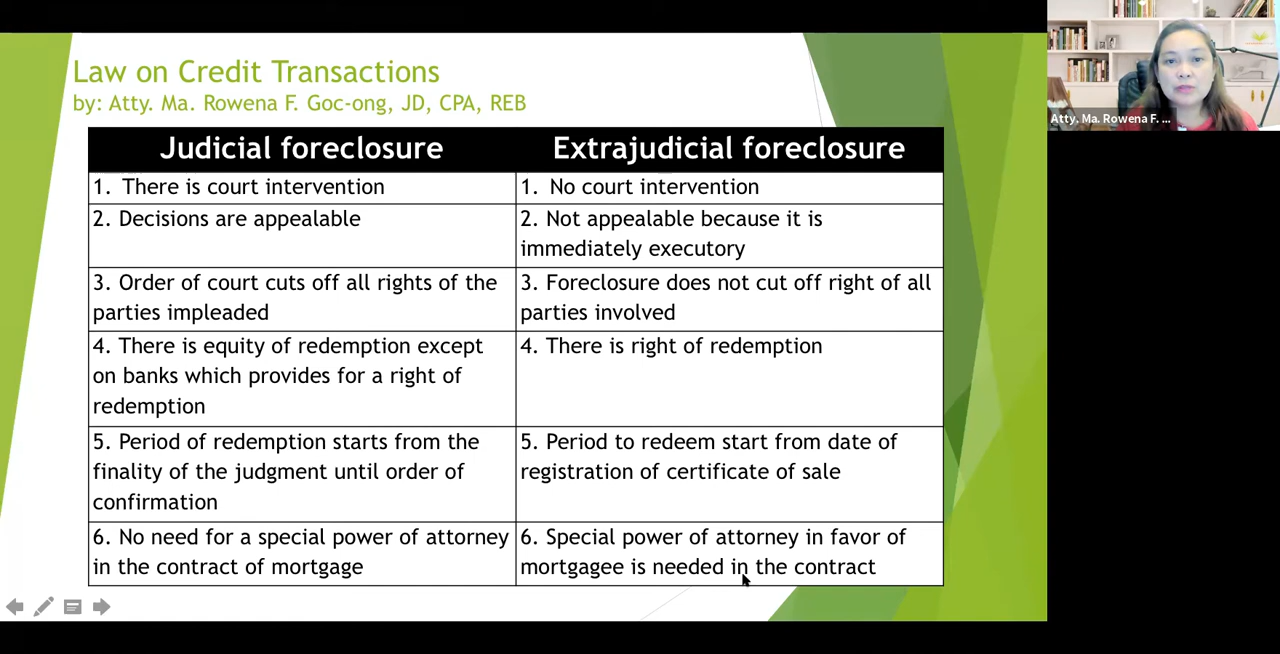 Law on Credit Transactions
by: Atty. Ma. Rowena F. Goc-ong, JD, CPA, REB
Judicial foreclosure
Extrajudicial foreclosure
1. There is court intervention
1. No court intervention
2. Decisions are appealable
2. Not appealable because it is
immediately executory
3. Order of court cuts off all rights of the
parties impleaded
3. Foreclosure does not cut off right of all
parties involved
4. There is equity of redemption except
on banks which provides for a right of
redemption
4. There is right of redemption
5. Period of redemption starts from the
finality of the judgment until order of
confirmation
5. Period to redeem start from date of
registration of certificate of sale
6. No need for a special power of attorney
in the contract of mortgage
6. Special power of attorney in favor of
mortgagee is needed in the contract
Atty. Ma. Rowena F. ...